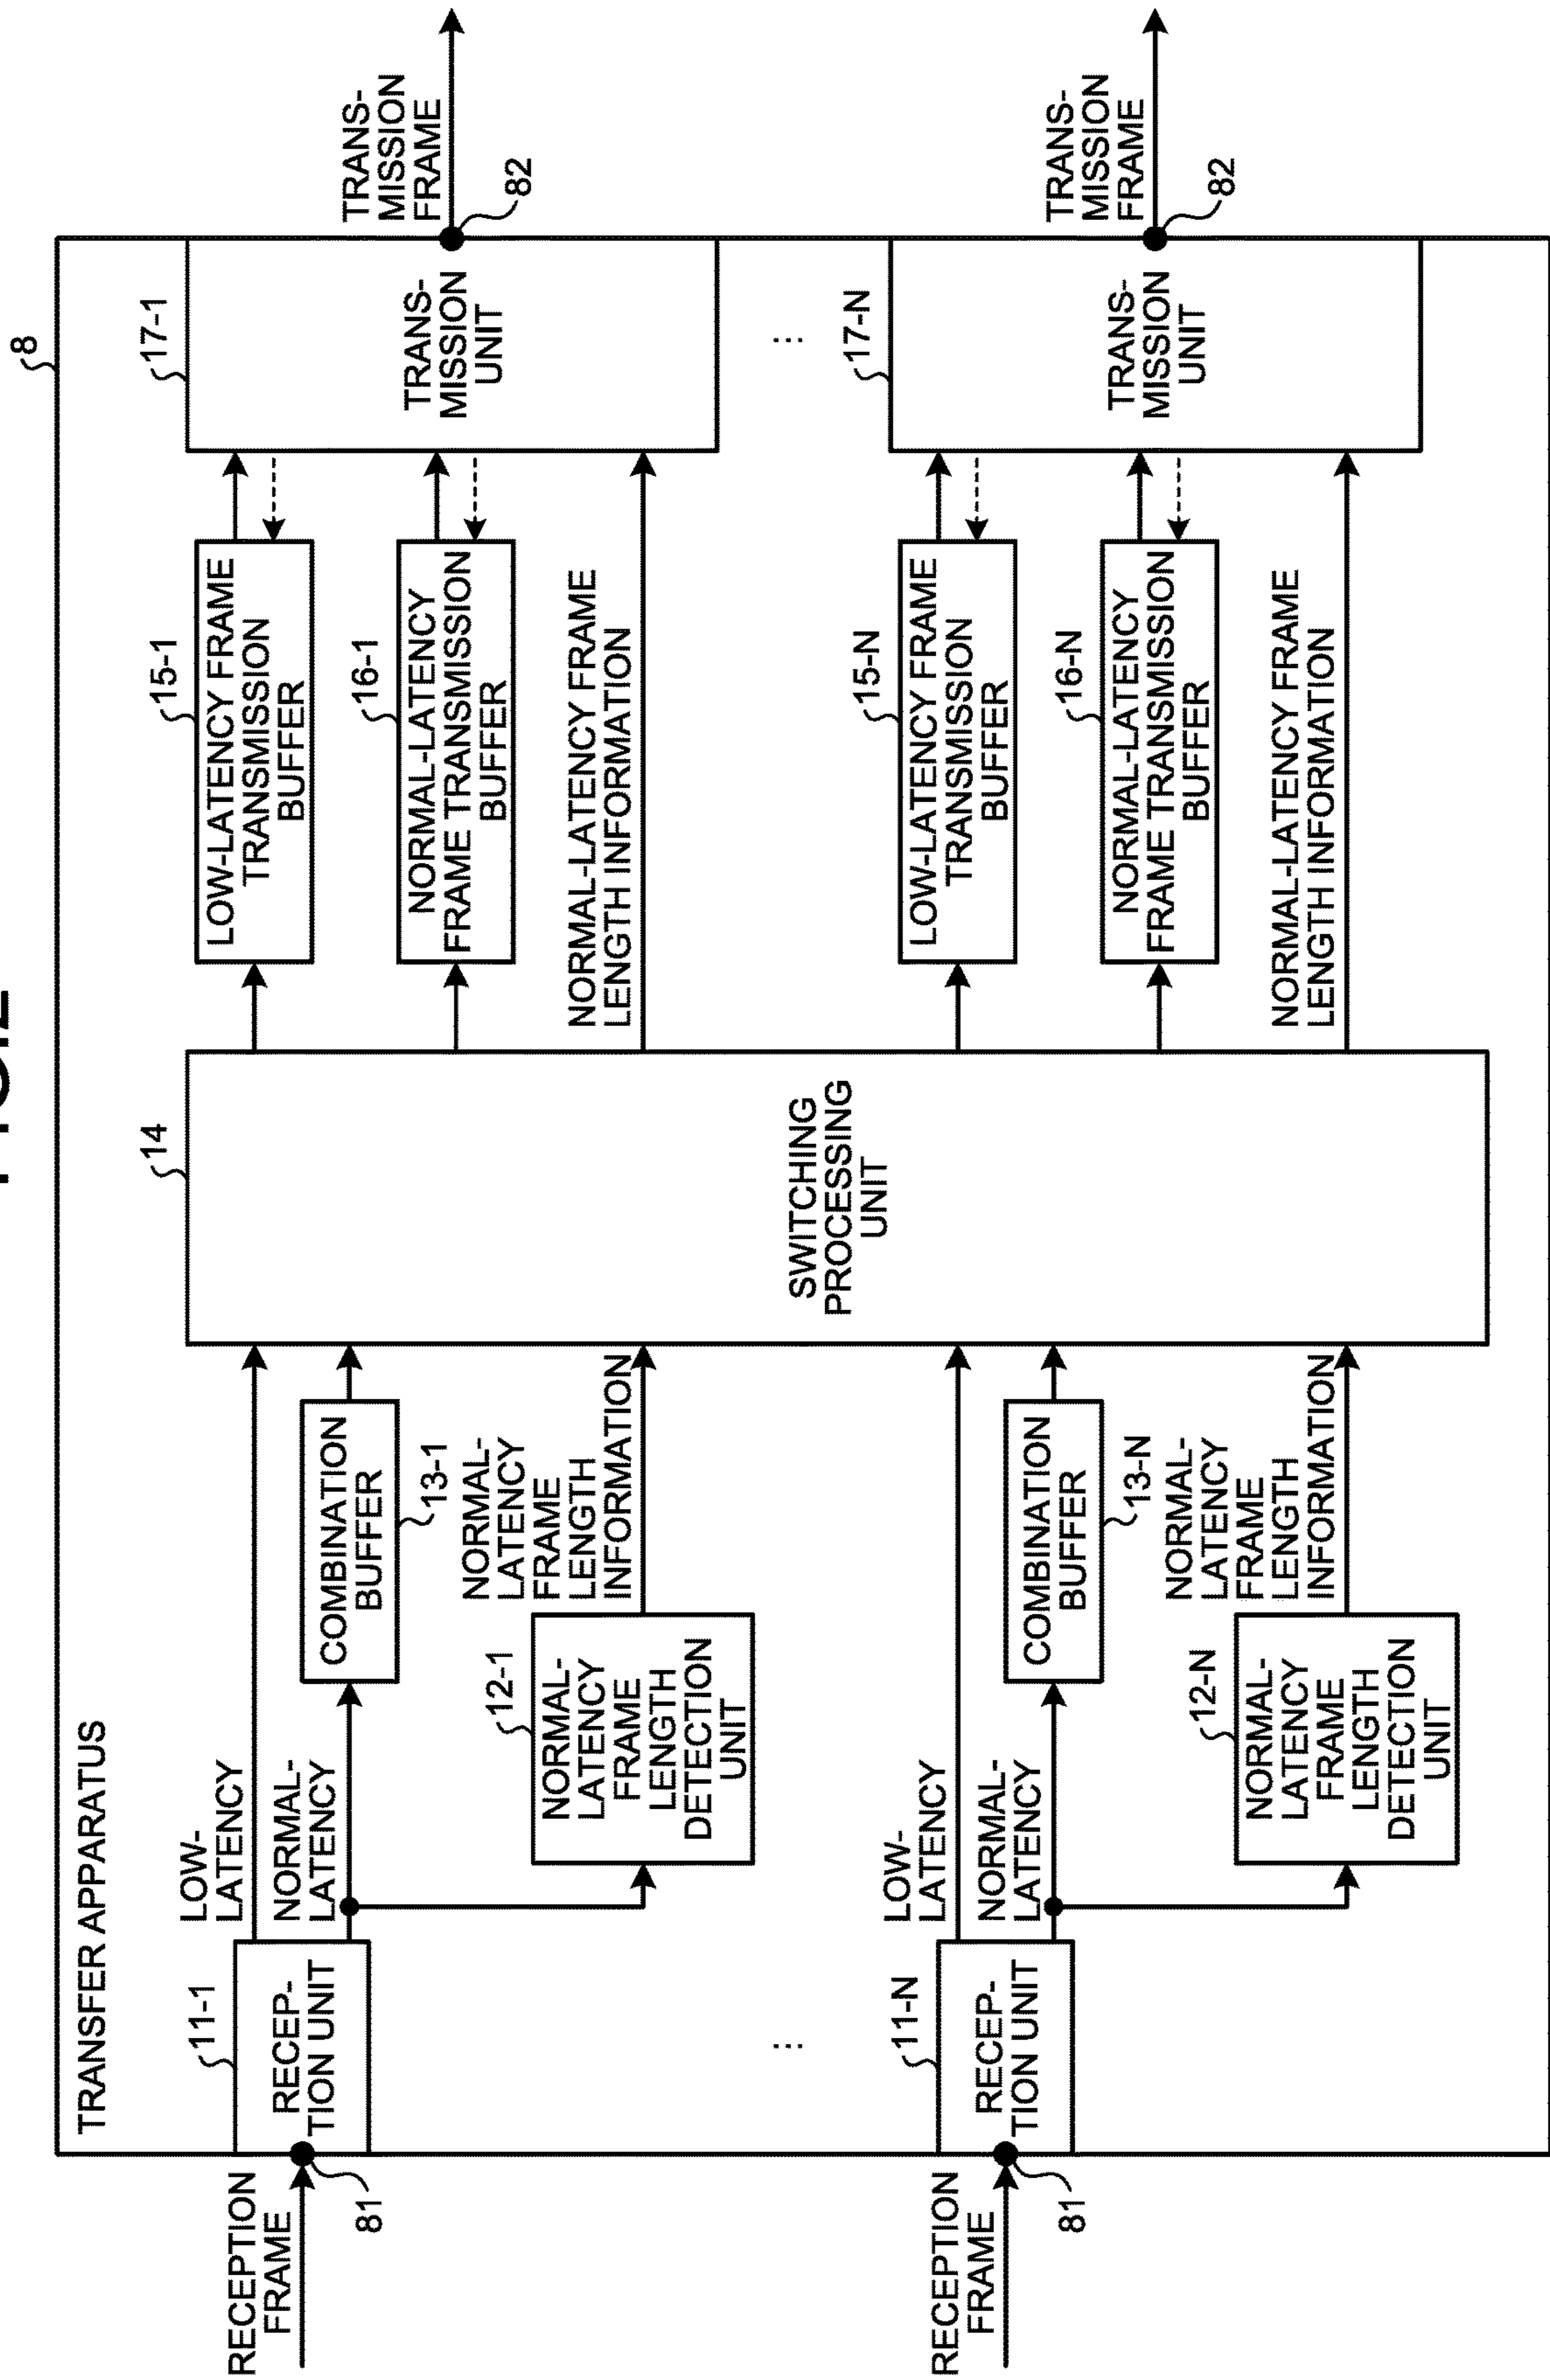 FIG.2
8
TRANSFER APPARATUS
RECEPTION
FRAME
81
11-1
RECEP-
TION UNIT
LOW-
LATENCY
NORMAL-
LATENCY
COMBINATION
BUFFER
13-1
12-1
NORMAL-
LATENCY
FRAME
LENGTH
DETECTION
UNIT
NORMAL-
LATENCY
FRAME
LENGTH
INFORMATION
14
SWITCHING
PROCESSING
UNIT
15-1
LOW-LATENCY FRAME
TRANSMISSION
BUFFER
16-1
NORMAL-LATENCY
FRAME TRANSMISSION
BUFFER
NORMAL-LATENCY FRAME
LENGTH INFORMATION
17-1
TRANS-
MISSION
UNIT
82
TRANS-
MISSION
FRAME
...
...
RECEPTION
FRAME
81
11-N
RECEP-
TION UNIT
LOW-
LATENCY
NORMAL-
LATENCY
COMBINATION
BUFFER
13-N
12-N
NORMAL-
LATENCY
FRAME
LENGTH
DETECTION
UNIT
NORMAL-
LATENCY
FRAME
LENGTH
INFORMATION
15-N
LOW-LATENCY FRAME
TRANSMISSION
BUFFER
16-N
NORMAL-LATENCY
FRAME TRANSMISSION
BUFFER
NORMAL-LATENCY FRAME
LENGTH INFORMATION
17-N
TRANS-
MISSION
UNIT
82
TRANS-
MISSION
FRAME